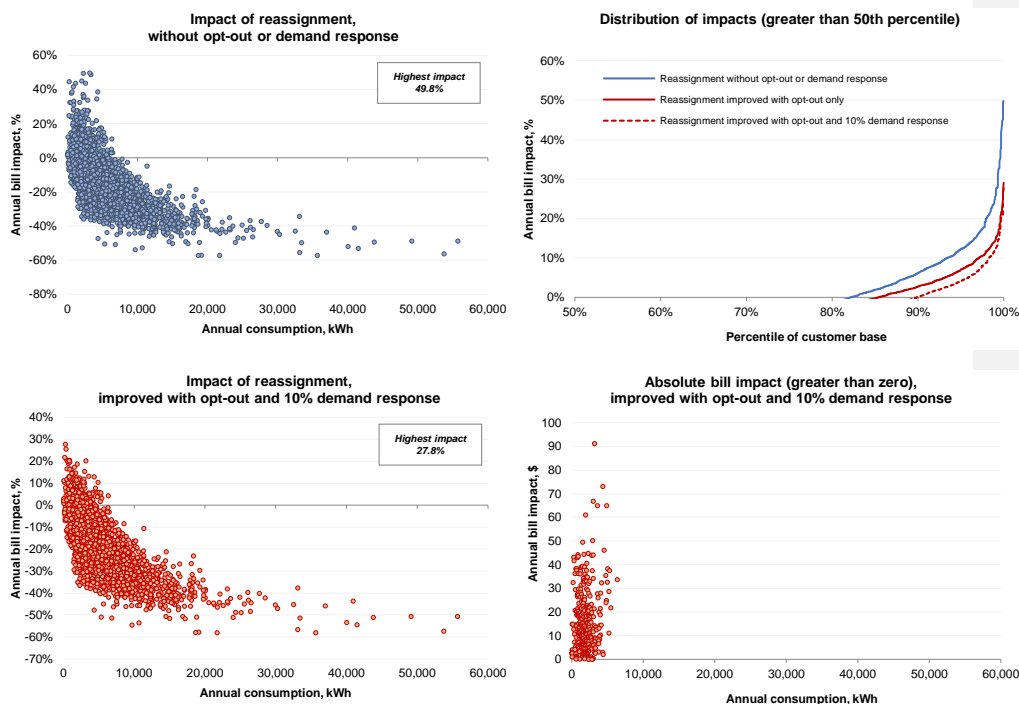 Impact of reassignment,
without opt-out or demand response
60%
40%
20%
0%
-20%
-40%
-60%
-80%
Annual bill impact, %
Highest impact
49.8%
0 10,000 20,000 30,000 40,000 50,000 60,000
Annual consumption, kWh
Distribution of impacts (greater than 50th percentile)
60%
50%
40%
30%
20%
10%
0%
Annual bill impact, %
Reassignment without opt-out or demand response
Reassignment improved with opt-out only
Reassignment improved with opt-out and 10% demand response
50% 60% 70% 80% 90% 100%
Percentile of customer base
Impact of reassignment,
improved with opt-out and 10% demand response
40%
30%
20%
10%
0%
-10%
-20%
-30%
-40%
-50%
-60%
-70%
Annual bill impact, %
Highest impact
27.8%
0 10,000 20,000 30,000 40,000 50,000 60,000
Annual consumption, kWh
Absolute bill impact (greater than zero),
improved with opt-out and 10% demand response
100
90
80
70
60
50
40
30
20
10
0
Annual bill impact, $
0 10,000 20,000 30,000 40,000 50,000 60,000
Annual consumption, kWh